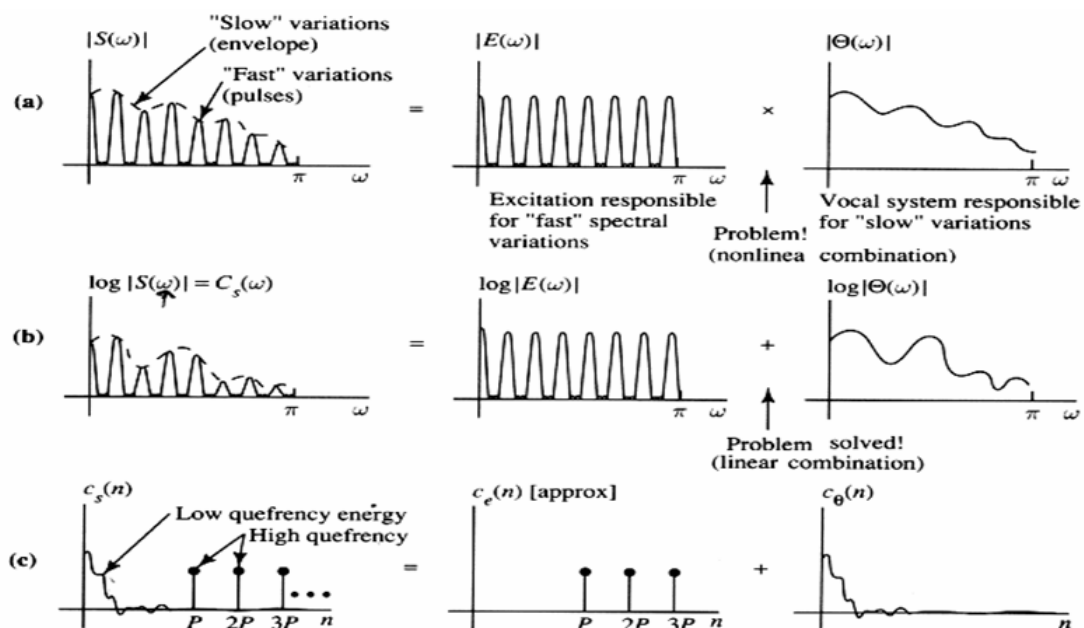 "Slow" variations
(envelope)
|S(ω)|
"Fast" variations
(pulses)
|E(ω)|
|Θ(ω)|
(a)
=
×
π ω
π ω
π ω
Excitation responsible
for "fast" spectral
variations
Vocal system responsible
for "slow" variations
Problem!
(nonlinea combination)
log |S(ω)| = C_s(ω)
log|E(ω)|
log|Θ(ω)|
(b)
=
+
π ω
π ω
π ω
Problem solved!
(linear combination)
c_s(n)
c_e(n) [approx]
c_θ(n)
Low quefrency energy
High quefrency
(c)
=
+
P 2P 3P n
P 2P 3P n
n